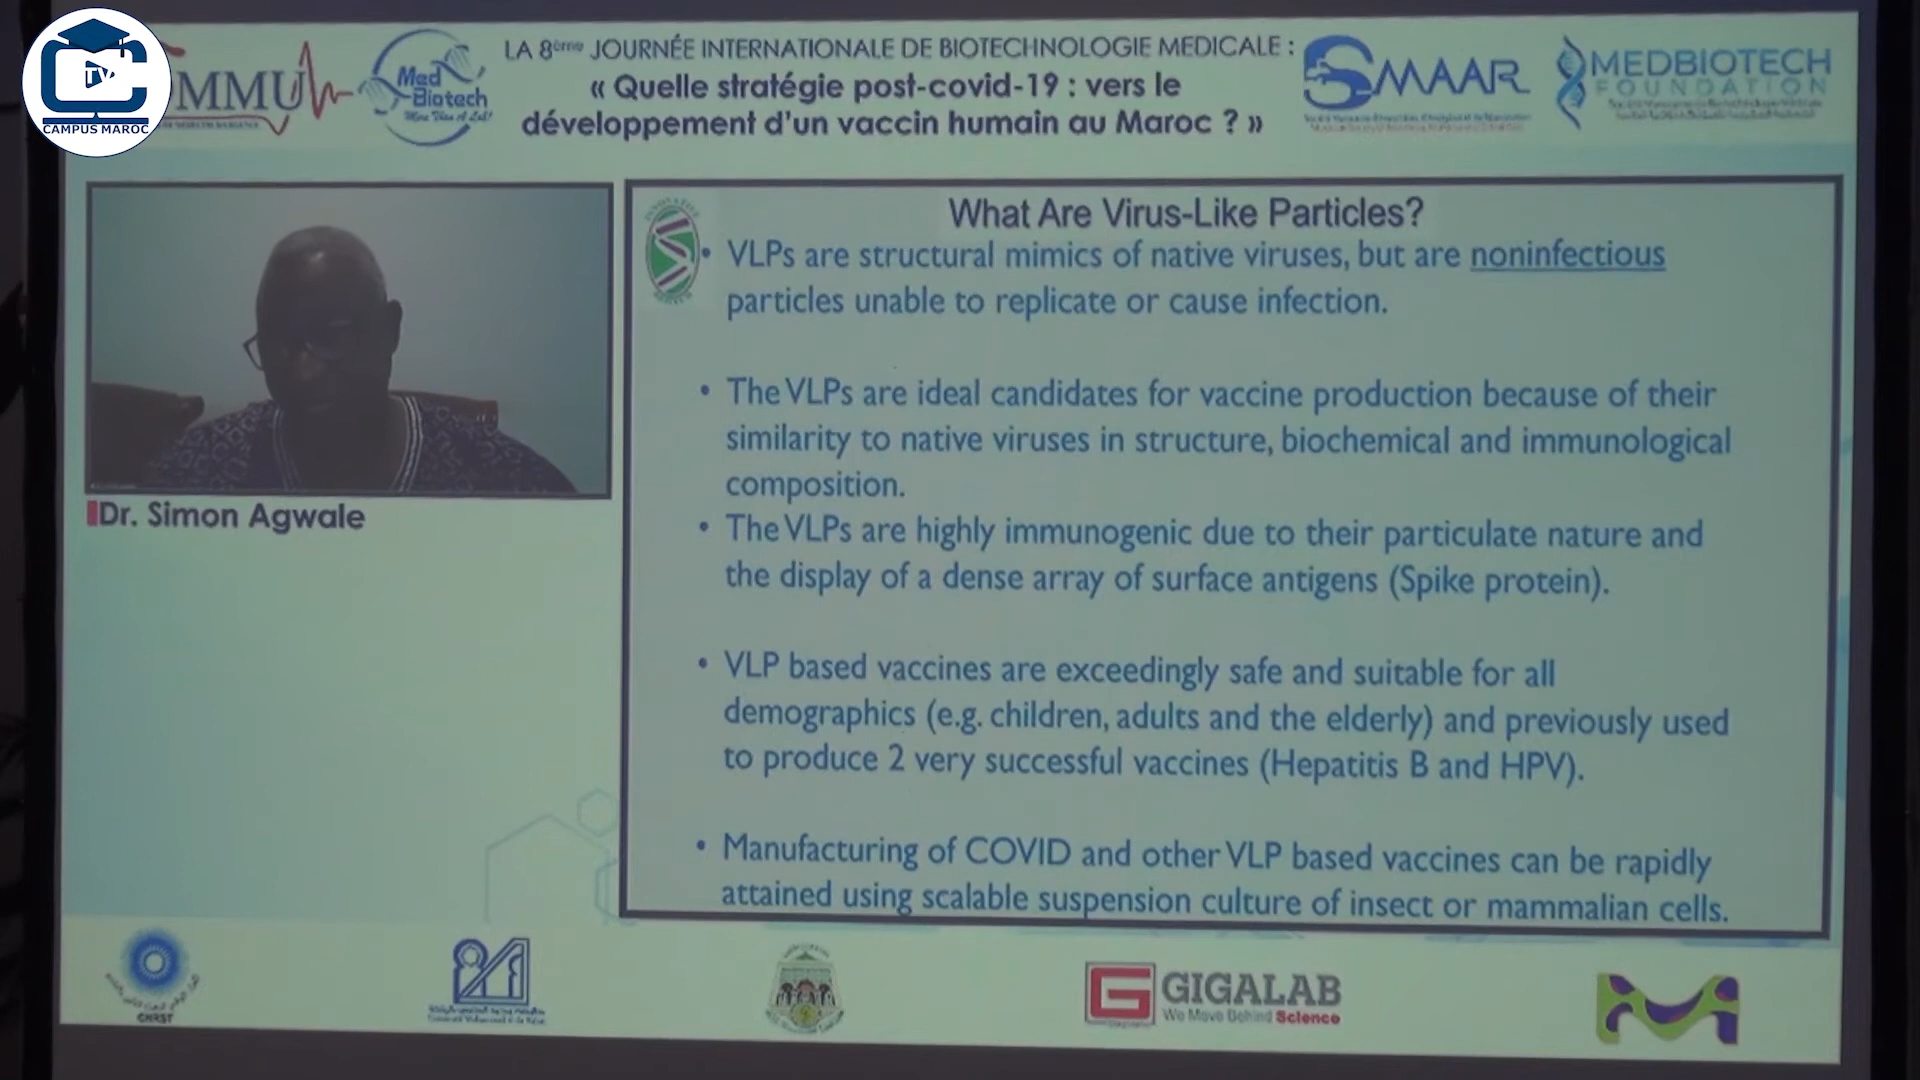 TV
CAMPUS MAROC
MMU
Med
Biotech
More Than A Lab!
LA 8ème JOURNÉE INTERNATIONALE DE BIOTECHNOLOGIE MEDICALE :
« Quelle stratégie post-covid-19 : vers le
développement d'un vaccin humain au Maroc ? »
SMAAR
MEDBIOTECH
FOUNDATION
Dr. Simon Agwale
What Are Virus-Like Particles?
• VLPs are structural mimics of native viruses, but are noninfectious
particles unable to replicate or cause infection.
• The VLPs are ideal candidates for vaccine production because of their
similarity to native viruses in structure, biochemical and immunological
composition.
• The VLPs are highly immunogenic due to their particulate nature and
the display of a dense array of surface antigens (Spike protein).
• VLP based vaccines are exceedingly safe and suitable for all
demographics (e.g. children, adults and the elderly) and previously used
to produce 2 very successful vaccines (Hepatitis B and HPV).
• Manufacturing of COVID and other VLP based vaccines can be rapidly
attained using scalable suspension culture of insect or mammalian cells.
CNRST
GIGALAB
We Move Behind Science